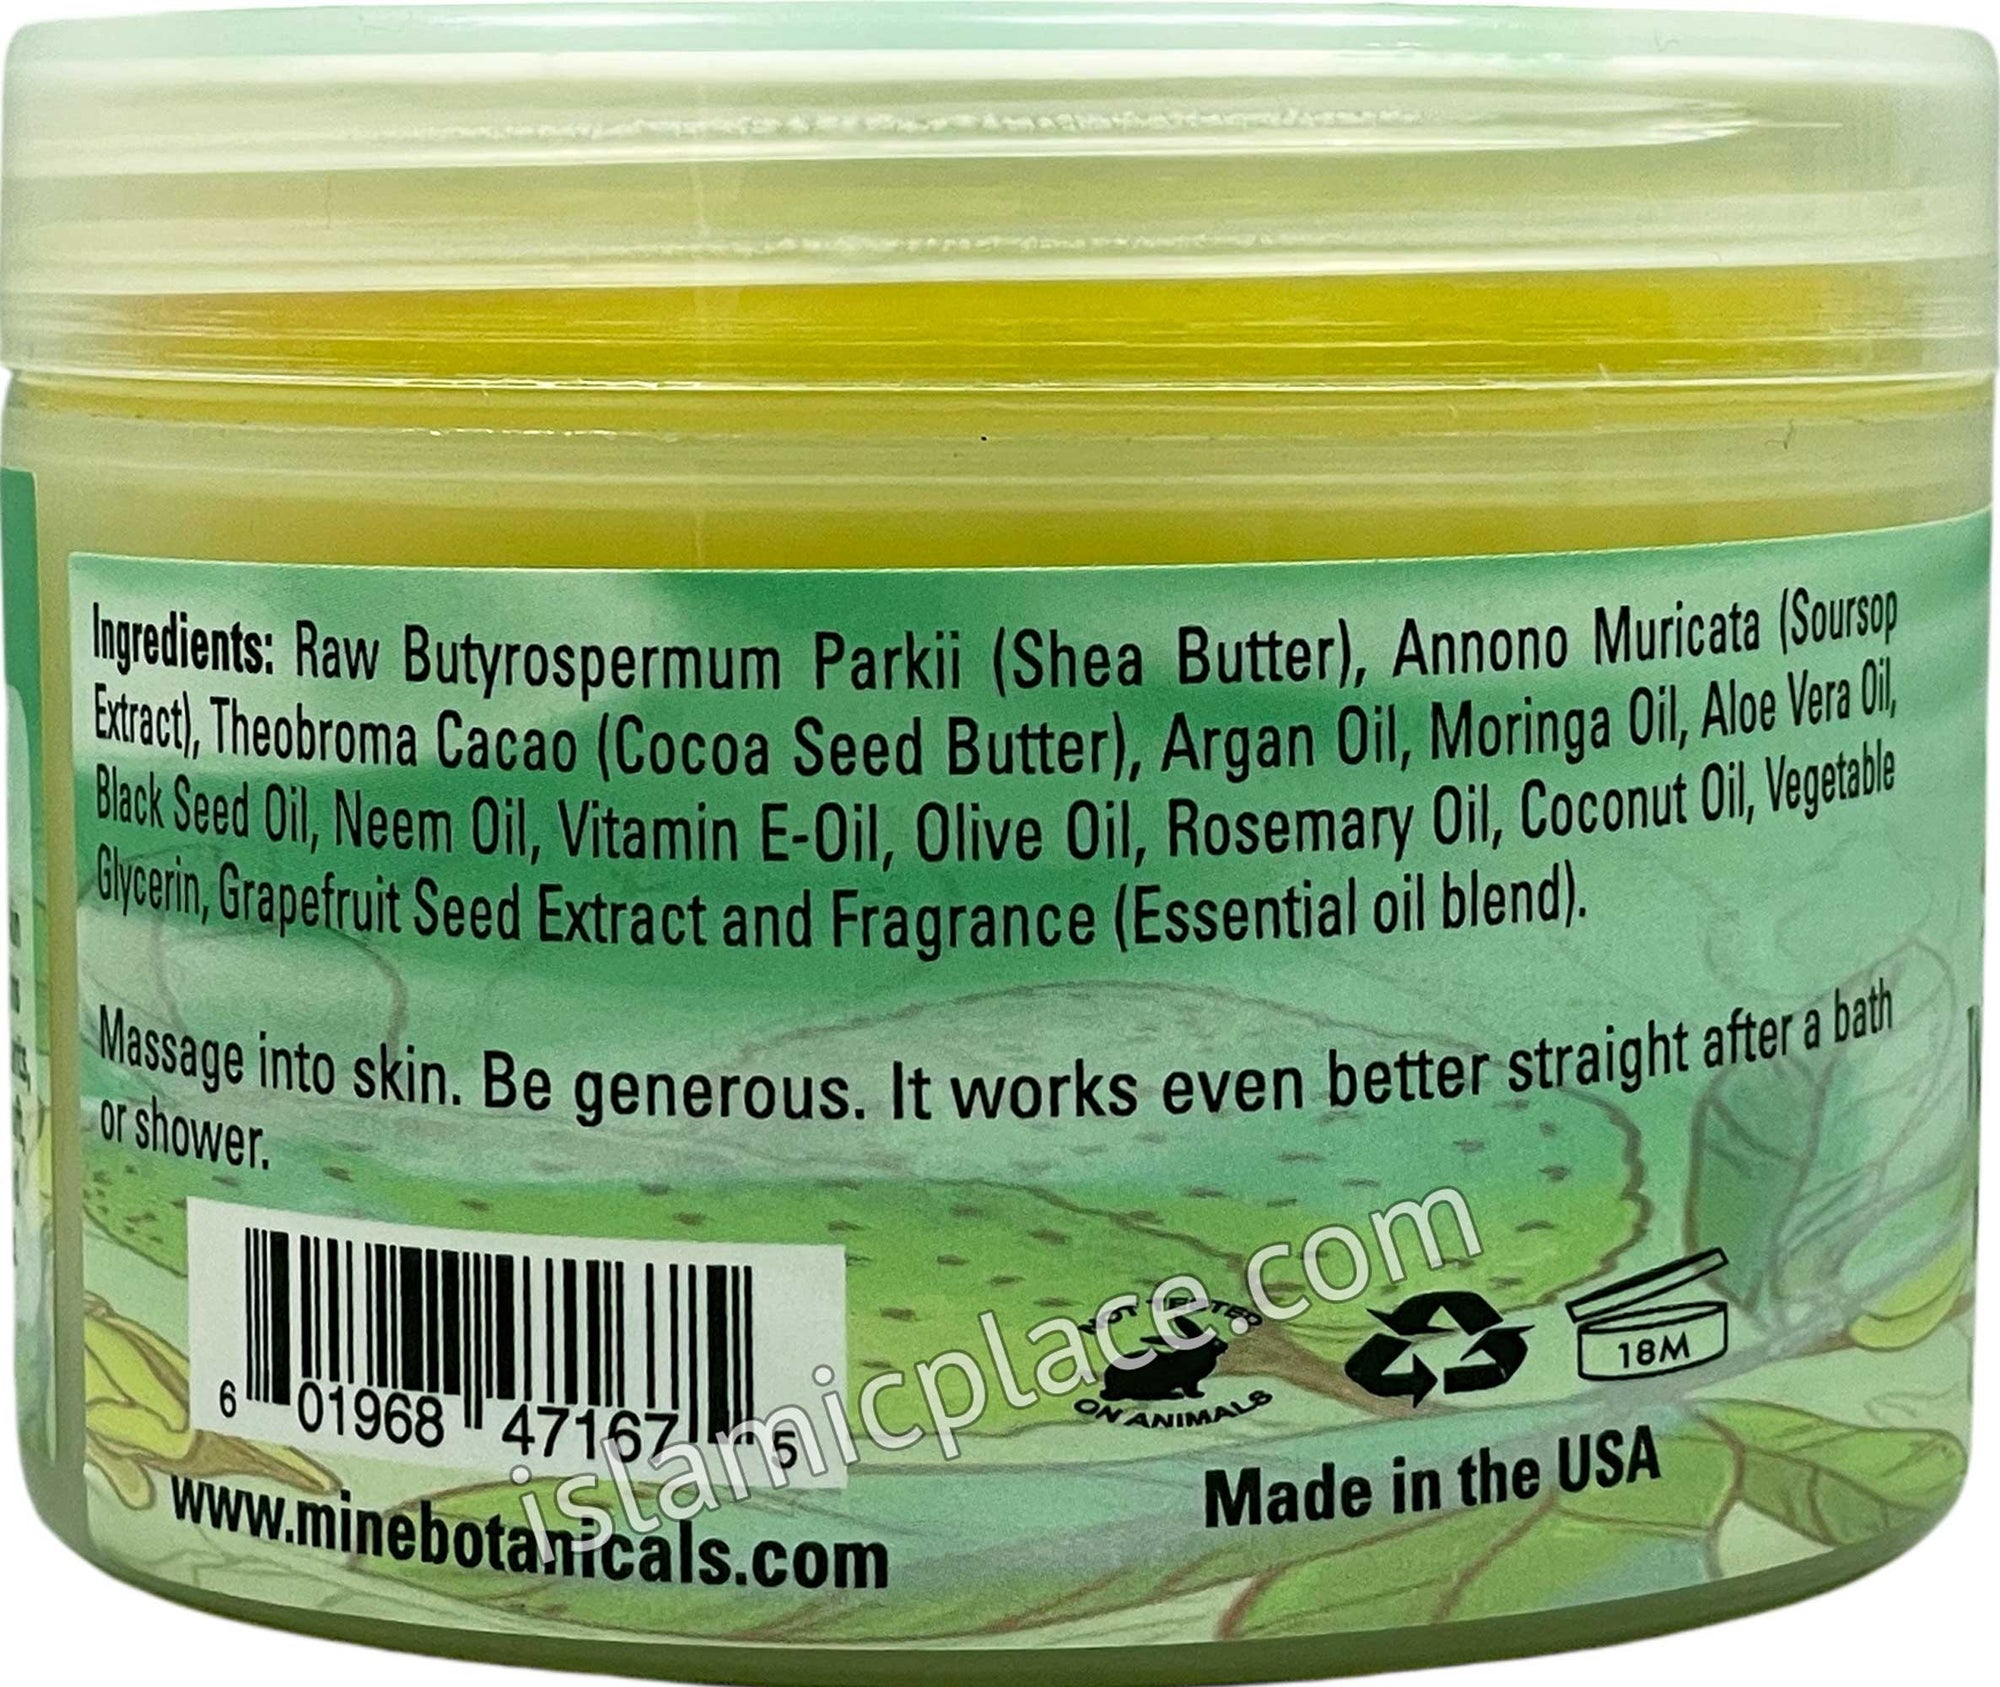 Ingredients: Raw Butyrospermum Parkii (Shea Butter), Annono Muricata (Soursop
Extract), Theobroma Cacao (Cocoa Seed Butter), Argan Oil, Moringa Oil, Aloe Vera Oil,
Black Seed Oil, Neem Oil, Vitamin E-Oil, Olive Oil, Rosemary Oil, Coconut Oil, Vegetable
Glycerin, Grapefruit Seed Extract and Fragrance (Essential oil blend).
Massage into skin. Be generous. It works even better straight after a bath
or shower.
6 01968 47167 5
www.minebotanicals.com
NOT TESTED
ON ANIMALS
18M
Made in the USA
islamicplace.com